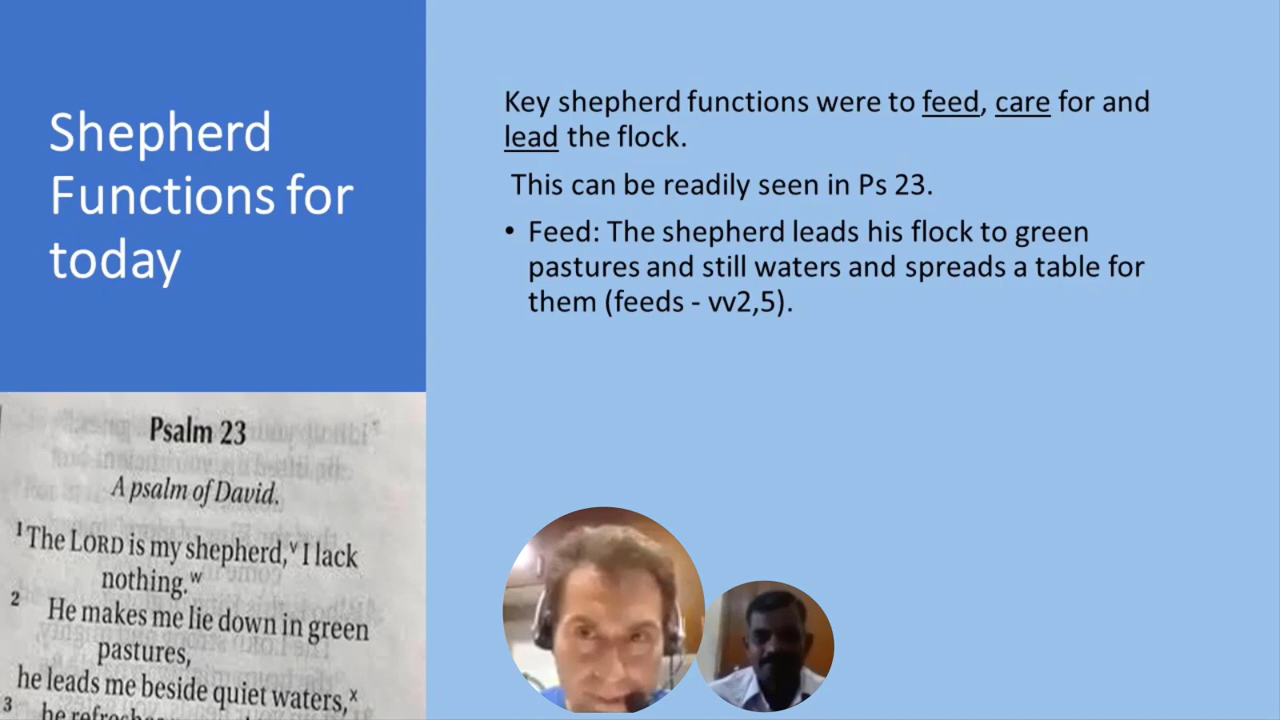 Shepherd
Functions for
today
Key shepherd functions were to feed, care for and
lead the flock.
This can be readily seen in Ps 23.
• Feed: The shepherd leads his flock to green
pastures and still waters and spreads a table for
them (feeds - vv2,5).
Psalm 23
A psalm of David.
1 The LORD is my shepherd,v I lack
nothing.w
2 He makes me lie down in green
pastures,
he leads me beside quiet waters,x
3 he